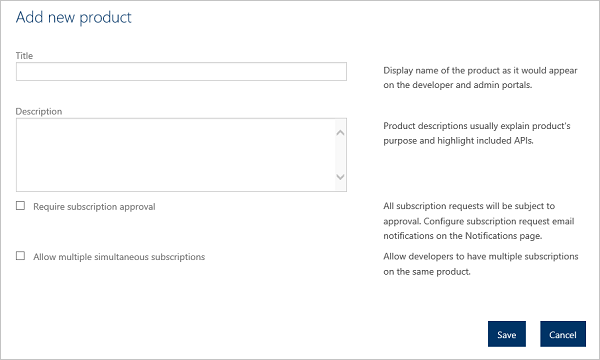 Add new product
Title
Display name of the product as it would appear
on the developer and admin portals.
Description
Product descriptions usually explain product's
purpose and highlight included APIs.
Require subscription approval
All subscription requests will be subject to
approval. Configure subscription request email
notifications on the Notifications page.
Allow multiple simultaneous subscriptions
Allow developers to have multiple subscriptions
on the same product.
Save
Cancel